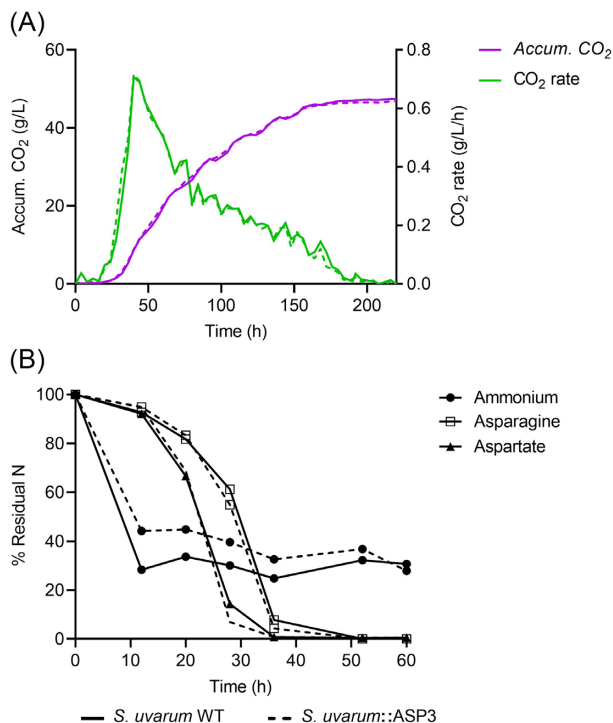 (A)
Accum. CO2 (g/L)
60
40
20
0
0.8
0.6
0.4
0.2
0.0
CO2 rate (g/L/h)
0 50 100 150 200
Time (h)
Accum. CO2
CO2 rate
(B)
% Residual N
100
80
60
40
20
0
0 10 20 30 40 50 60
Time (h)
Ammonium
Asparagine
Aspartate
S. uvarum WT S. uvarum::ASP3